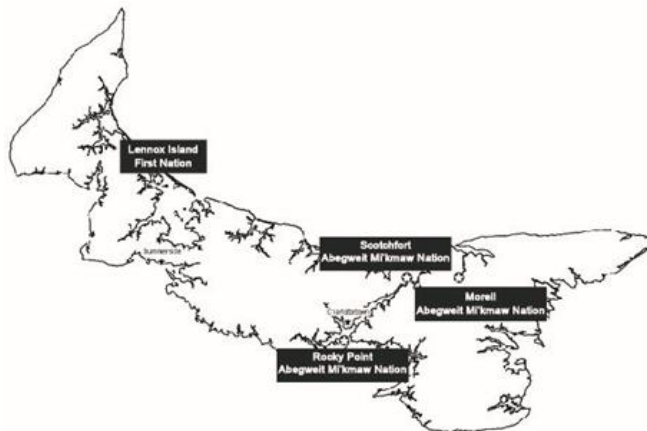 Lennox Island
First Nation
Summerside
Scotchfort
Abegweit Mi'kmaw Nation
Morell
Abegweit Mi'kmaw Nation
Charlottetown
Rocky Point
Abegweit Mi'kmaw Nation